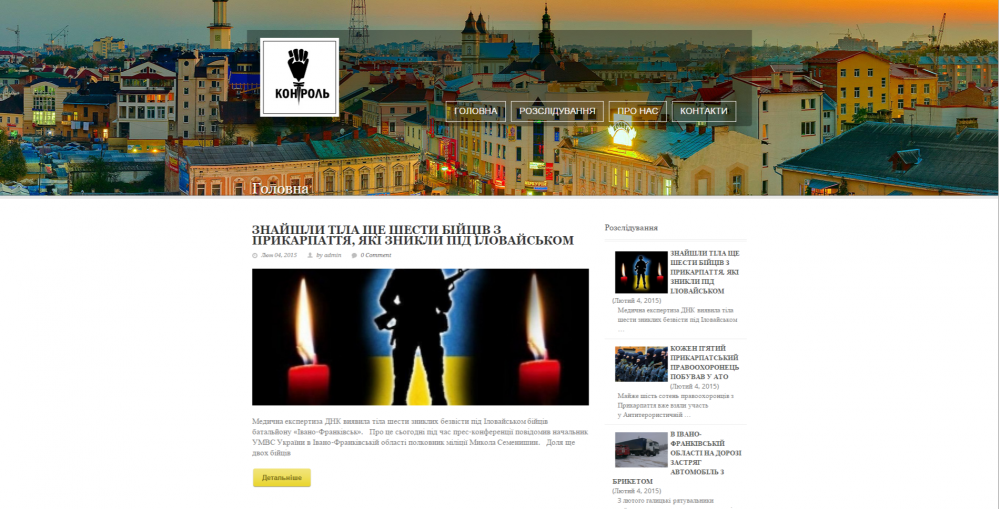 КОНТРОЛЬ
ГОЛОВНА
РОЗСЛІДУВАННЯ
ПРО НАС
КОНТАКТИ
Головна
ЗНАЙШЛИ ТІЛА ЩЕ ШЕСТИ БІЙЦІВ З
ПРИКАРПАТТЯ, ЯКІ ЗНИКЛИ ПІД ІЛОВАЙСЬКОМ
Лют 04, 2015 by admin 0 Comment
Медична експертиза ДНК виявила тіла шести зниклих безвісти під Іловайськом бійців
батальйону «Івано-Франківськ». Про це сьогодні під час прес-конференції повідомив начальник
УМВС України в Івано-Франківській області полковник міліції Микола Семенишин. Доля ще
двох бійців
Детальніше
Розслідування
ЗНАЙШЛИ ТІЛА ЩЕ
ШЕСТИ БІЙЦІВ З
ПРИКАРПАТТЯ, ЯКІ
ЗНИКЛИ ПІД
ІЛОВАЙСЬКОМ
(Лютий 4, 2015)
Медична експертиза ДНК виявила тіла
шести зниклих безвісти під Іловайськом
...
КОЖЕН П'ЯТИЙ
ПРИКАРПАТСЬКИЙ
ПРАВООХОРОНЕЦЬ
ПОБУВАВ У АТО
(Лютий 4, 2015)
Майже шість сотень правоохоронців з
Прикарпаття вже взяли участь
у Антитерористичній ...
В ІВАНО-
ФРАНКІВСЬКІЙ
ОБЛАСТІ НА ДОРОЗІ
ЗАСТРЯГ
АВТОМОБІЛЬ З
БРИКЕТОМ
(Лютий 4, 2015)
3 лютого галицькі рятувальники